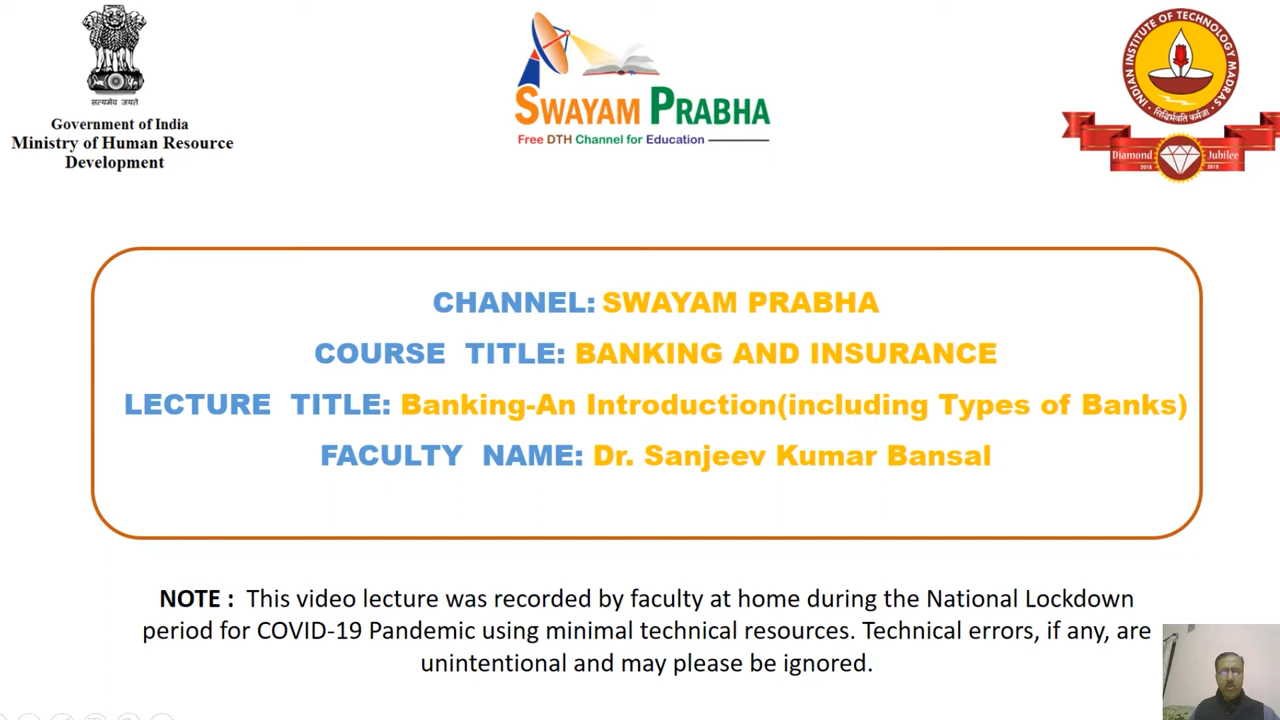 सत्यमेव जयते
Government of India
Ministry of Human Resource
Development
SWAYAM PRABHA
Free DTH Channel for Education
INDIAN INSTITUTE OF TECHNOLOGY MADRAS
सिद्धिर्भवति कर्मजा
Diamond Jubilee
CHANNEL: SWAYAM PRABHA
COURSE TITLE: BANKING AND INSURANCE
LECTURE TITLE: Banking-An Introduction(including Types of Banks)
FACULTY NAME: Dr. Sanjeev Kumar Bansal
NOTE : This video lecture was recorded by faculty at home during the National Lockdown
period for COVID-19 Pandemic using minimal technical resources. Technical errors, if any, are
unintentional and may please be ignored.